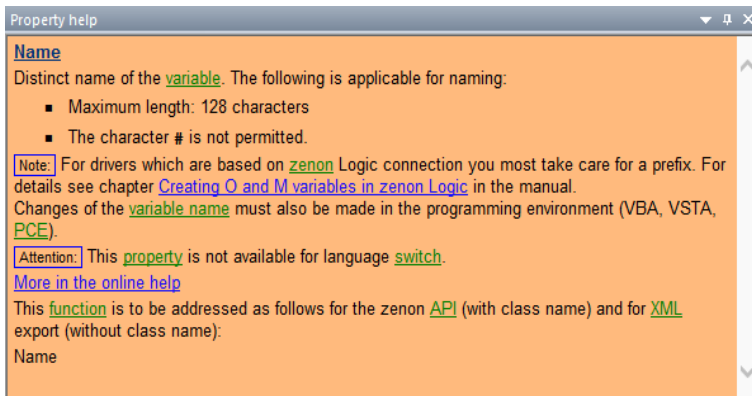 Property help
Name
Distinct name of the variable. The following is applicable for naming:
▪ Maximum length: 128 characters
▪ The character # is not permitted.
Note: For drivers which are based on zenon Logic connection you most take care for a prefix. For
details see chapter Creating O and M variables in zenon Logic in the manual.
Changes of the variable name must also be made in the programming environment (VBA, VSTA,
PCE).
Attention: This property is not available for language switch.
More in the online help
This function is to be addressed as follows for the zenon API (with class name) and for XML
export (without class name):
Name